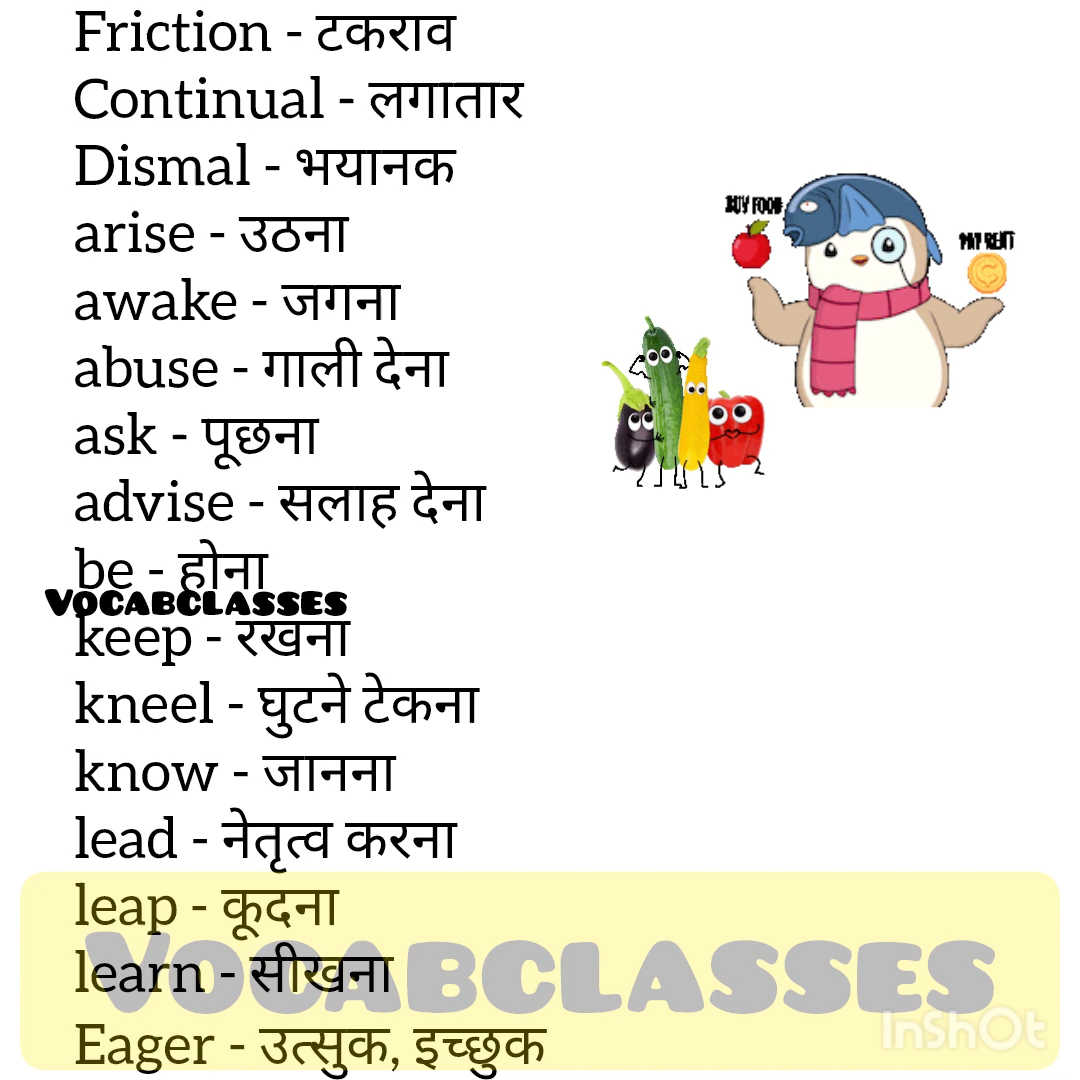 Friction - टकराव
Continual - लगातार
Dismal - भयानक
arise - उठना
awake - जगना
abuse - गाली देना
ask - पूछना
advise - सलाह देना
be - होना
VOCABCLASSES
keep - रखना
kneel - घुटने टेकना
know - जानना
lead - नेतृत्व करना
leap - कूदना
learn - सीखना
VOCABCLASSES
InShOt
Eager - उत्सुक, इच्छुक
BUY FOOD
PAY RENT